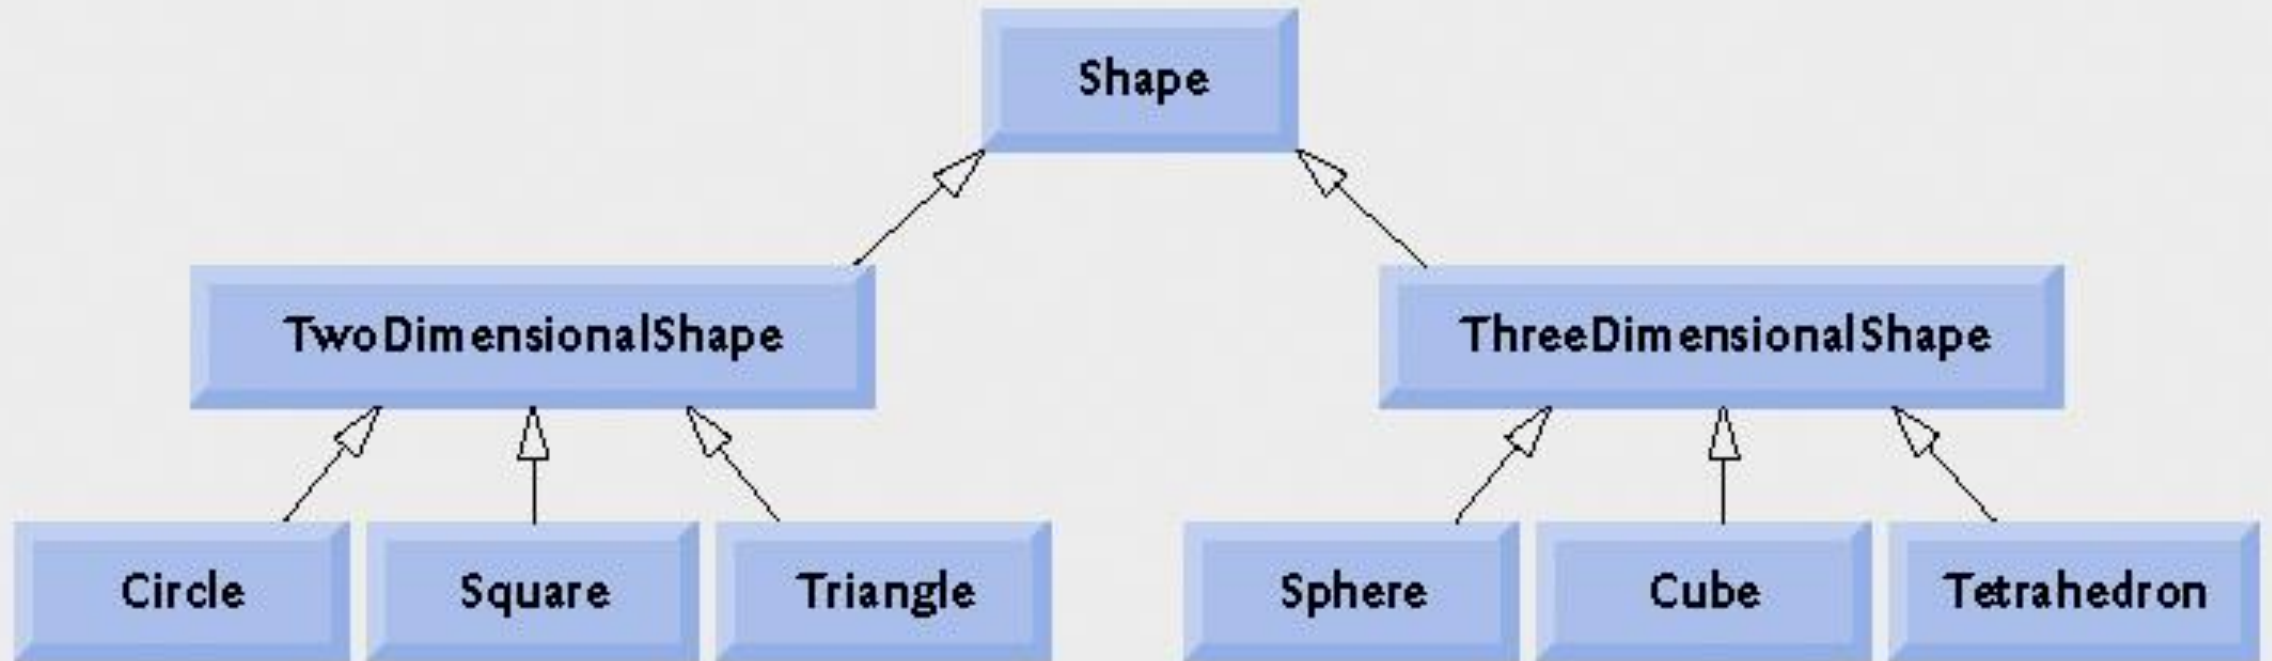 Shape
TwoDimensionalShape
ThreeDimensionalShape
Circle
Square
Triangle
Sphere
Cube
Tetrahedron